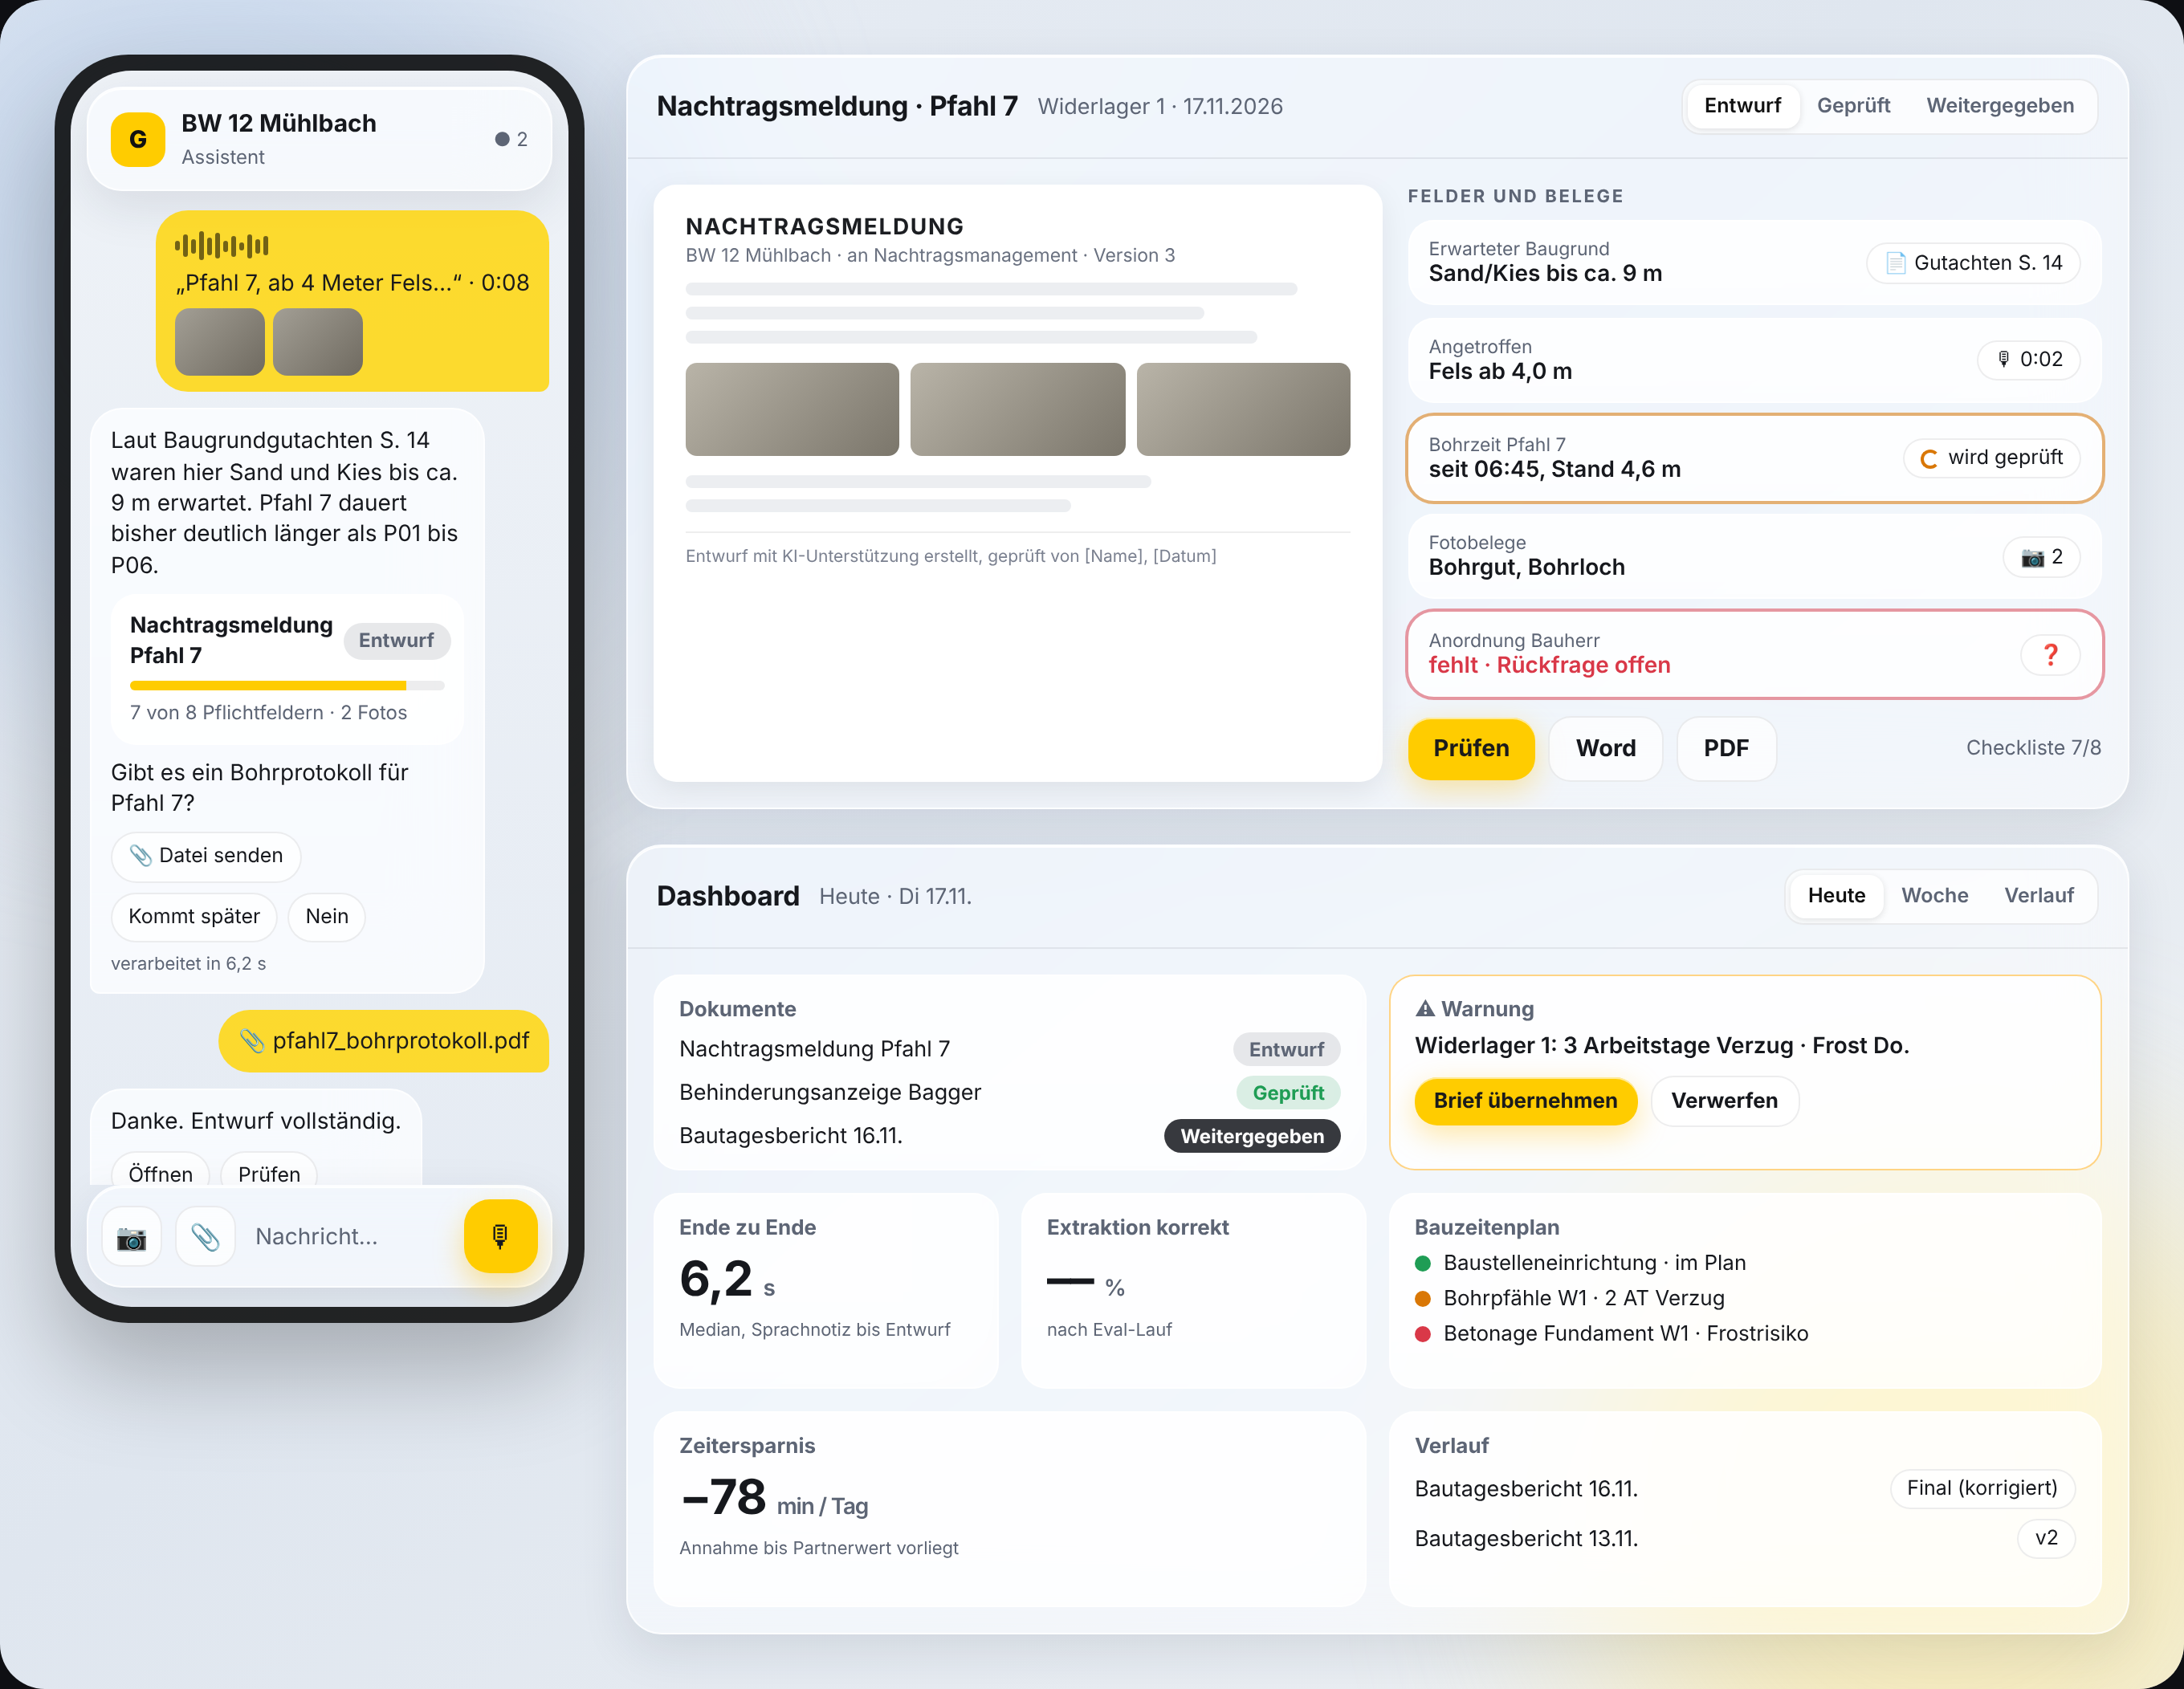 G
BW 12 Mühlbach
Assistent
2
„Pfahl 7, ab 4 Meter Fels…“ · 0:08
Laut Baugrundgutachten S. 14
waren hier Sand und Kies bis ca.
9 m erwartet. Pfahl 7 dauert
bisher deutlich länger als P01 bis
P06.
Nachtragsmeldung
Pfahl 7
Entwurf
7 von 8 Pflichtfeldern · 2 Fotos
Gibt es ein Bohrprotokoll für
Pfahl 7?
📎 Datei senden
Kommt später
Nein
verarbeitet in 6,2 s
📎 pfahl7_bohrprotokoll.pdf
Danke. Entwurf vollständig.
Öffnen
Prüfen
Nachricht…
Nachtragsmeldung · Pfahl 7
Widerlager 1 · 17.11.2026
Entwurf
Geprüft
Weitergegeben
NACHTRAGSMELDUNG
BW 12 Mühlbach · an Nachtragsmanagement · Version 3
Entwurf mit KI-Unterstützung erstellt, geprüft von [Name], [Datum]
FELDER UND BELEGE
Erwarteter Baugrund
Sand/Kies bis ca. 9 m
📄 Gutachten S. 14
Angetroffen
Fels ab 4,0 m
🎙 0:02
Bohrzeit Pfahl 7
seit 06:45, Stand 4,6 m
wird geprüft
Fotobelege
Bohrgut, Bohrloch
📷 2
Anordnung Bauherr
fehlt · Rückfrage offen
❓
Prüfen
Word
PDF
Checkliste 7/8
Dashboard
Heute · Di 17.11.
Heute
Woche
Verlauf
Dokumente
Nachtragsmeldung Pfahl 7
Entwurf
Behinderungsanzeige Bagger
Geprüft
Bautagesbericht 16.11.
Weitergegeben
⚠ Warnung
Widerlager 1: 3 Arbeitstage Verzug · Frost Do.
Brief übernehmen
Verwerfen
Ende zu Ende
6,2 s
Median, Sprachnotiz bis Entwurf
Extraktion korrekt
— %
nach Eval-Lauf
Bauzeitenplan
Baustelleneinrichtung · im Plan
Bohrpfähle W1 · 2 AT Verzug
Betonage Fundament W1 · Frostrisiko
Zeitersparnis
−78 min / Tag
Annahme bis Partnerwert vorliegt
Verlauf
Bautagesbericht 16.11.
Final (korrigiert)
Bautagesbericht 13.11.
v2